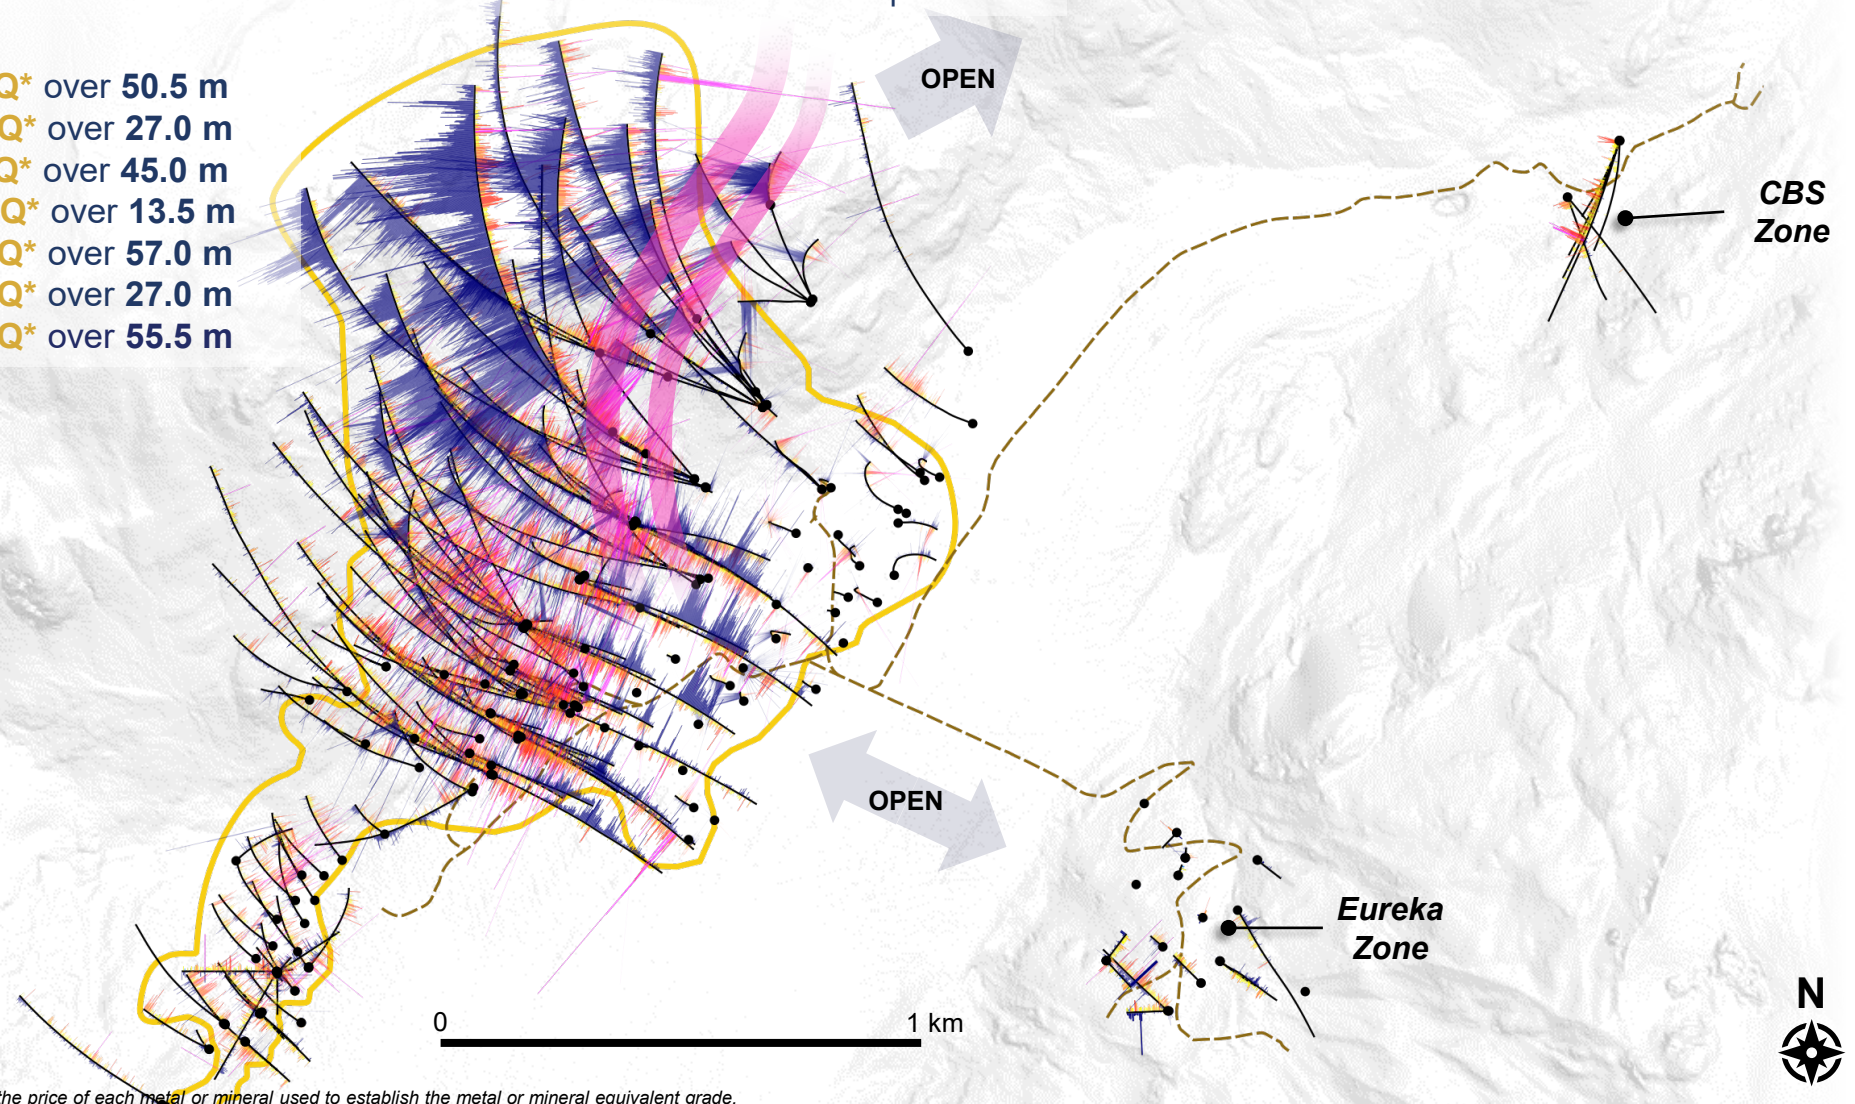 Q* over 50.5 m
Q* over 27.0 m
Q* over 45.0 m
Q* over 13.5 m
Q* over 57.0 m
Q* over 27.0 m
Q* over 55.5 m
OPEN
CBS
Zone
OPEN
Eureka
Zone
N
0 1 km
the price of each metal or mineral used to establish the metal or mineral equivalent grade.